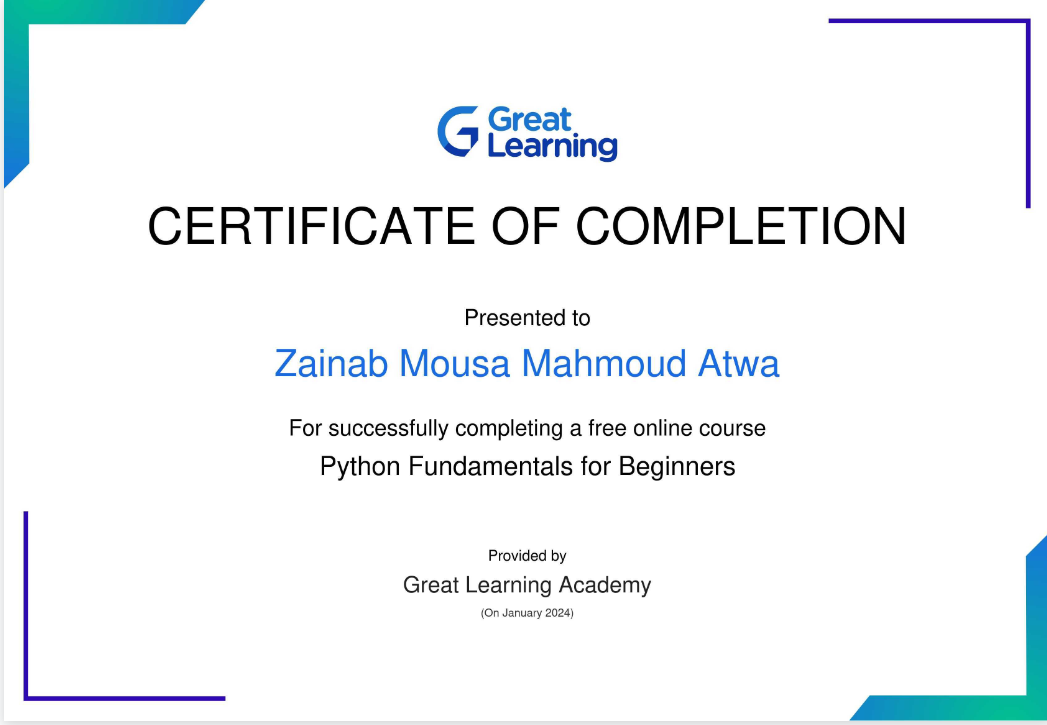 Great
Learning
CERTIFICATE OF COMPLETION
Presented to
Zainab Mousa Mahmoud Atwa
For successfully completing a free online course
Python Fundamentals for Beginners
Provided by
Great Learning Academy
(On January 2024)